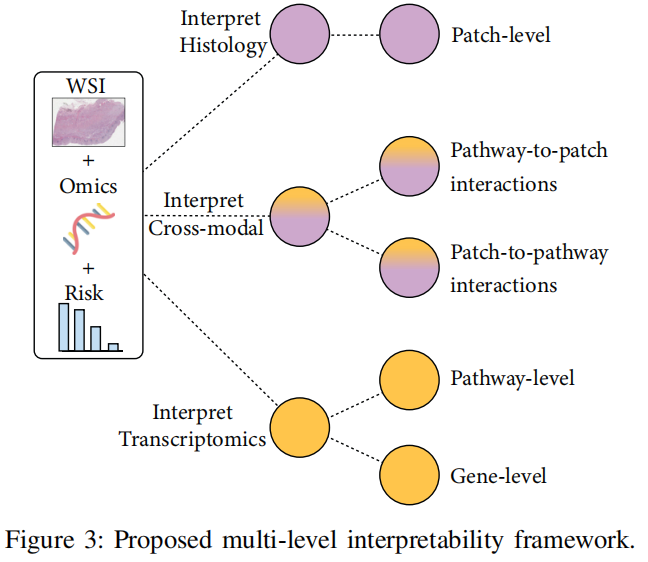 WSI
+
Omics
+
Risk
Interpret
Histology
Patch-level
Interpret
Cross-modal
Pathway-to-patch
interactions
Patch-to-pathway
interactions
Interpret
Transcriptomics
Pathway-level
Gene-level
Figure 3: Proposed multi-level interpretability framework.